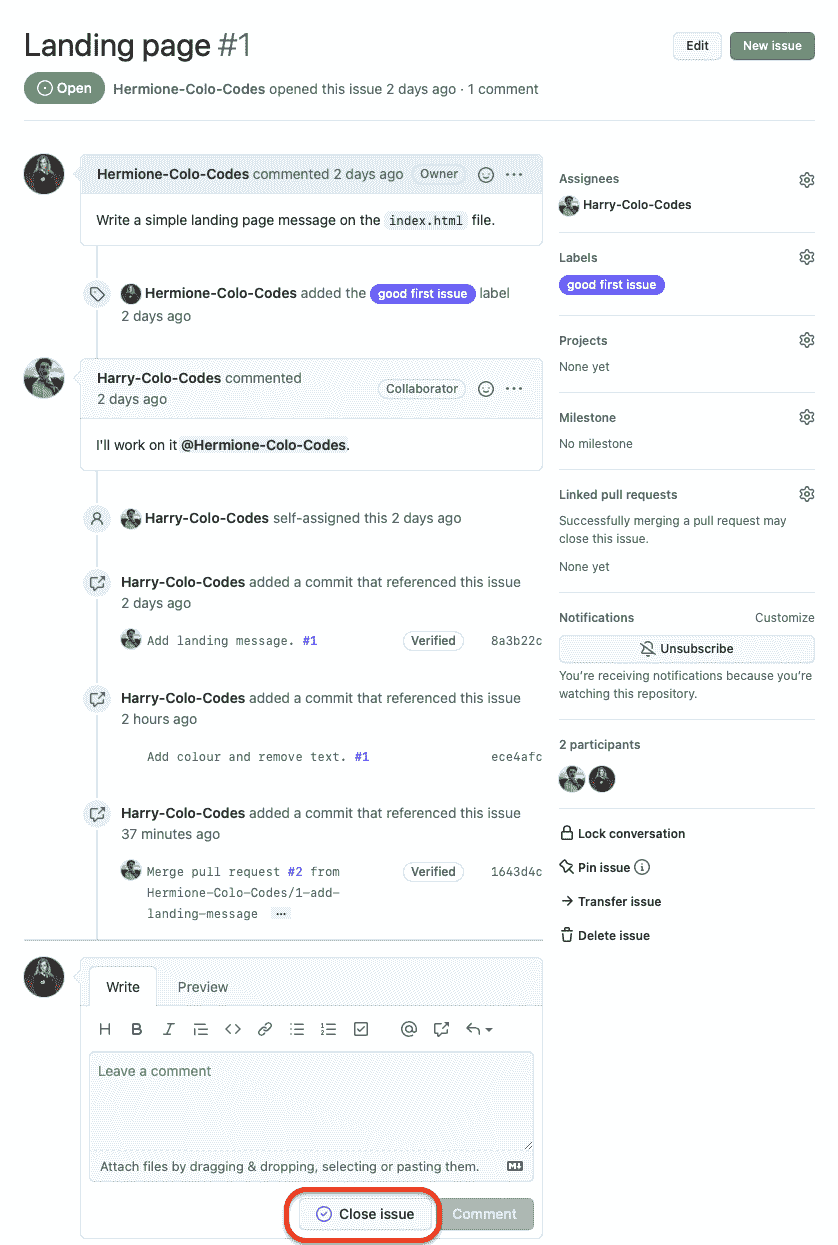 Landing page #1
Edit
New issue
Open
Hermione-Colo-Codes opened this issue 2 days ago · 1 comment
Hermione-Colo-Codes commented 2 days ago
Owner
Write a simple landing page message on the index.html file.
Hermione-Colo-Codes added the good first issue label
2 days ago
Harry-Colo-Codes commented
2 days ago
Collaborator
I'll work on it @Hermione-Colo-Codes.
Harry-Colo-Codes self-assigned this 2 days ago
Harry-Colo-Codes added a commit that referenced this issue
2 days ago
Add landing message. #1
Verified
8a3b22c
Harry-Colo-Codes added a commit that referenced this issue
2 hours ago
Add colour and remove text. #1
ece4afc
Harry-Colo-Codes added a commit that referenced this issue
37 minutes ago
Merge pull request #2 from
Verified
1643d4c
Hermione-Colo-Codes/1-add-
landing-message …
Write
Preview
Leave a comment
Attach files by dragging & dropping, selecting or pasting them.
Close issue
Comment
Assignees
Harry-Colo-Codes
Labels
good first issue
Projects
None yet
Milestone
No milestone
Linked pull requests
Successfully merging a pull request may
close this issue.
None yet
Notifications
Customize
Unsubscribe
You're receiving notifications because you're
watching this repository.
2 participants
Lock conversation
Pin issue
Transfer issue
Delete issue